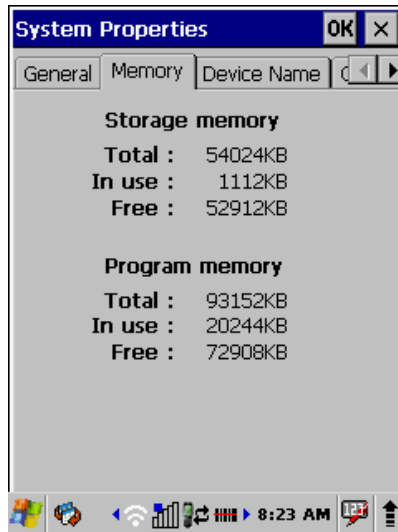 System Properties OK ×
General Memory Device Name
Storage memory
Total : 54024KB
In use : 1112KB
Free : 52912KB
Program memory
Total : 93152KB
In use : 20244KB
Free : 72908KB
8:23 AM 123